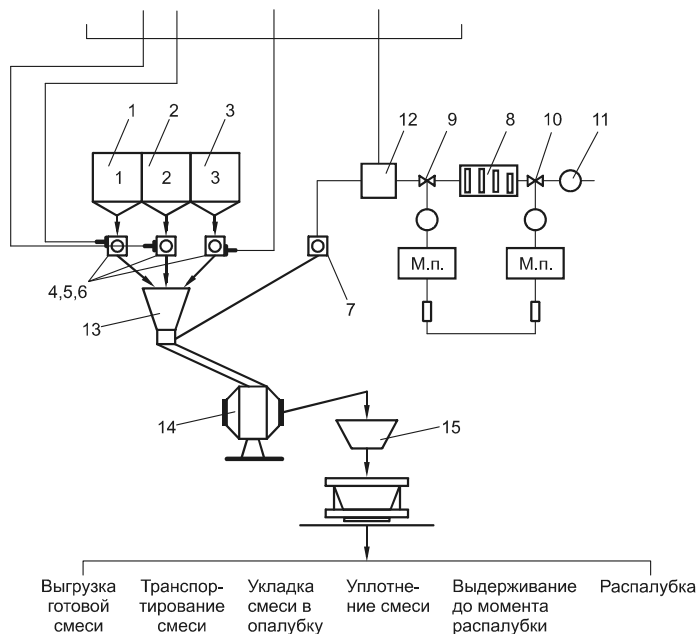 1
2
3
12
9
8
10
11
1
2
3
М.п.
М.п.
4,5,6
7
13
14
15
Выгрузка
готовой
смеси
Транспор-
тирование
смеси
Укладка
смеси в
опалубку
Уплотне-
ние смеси
Выдерживание
до момента
распалубки
Распалубка